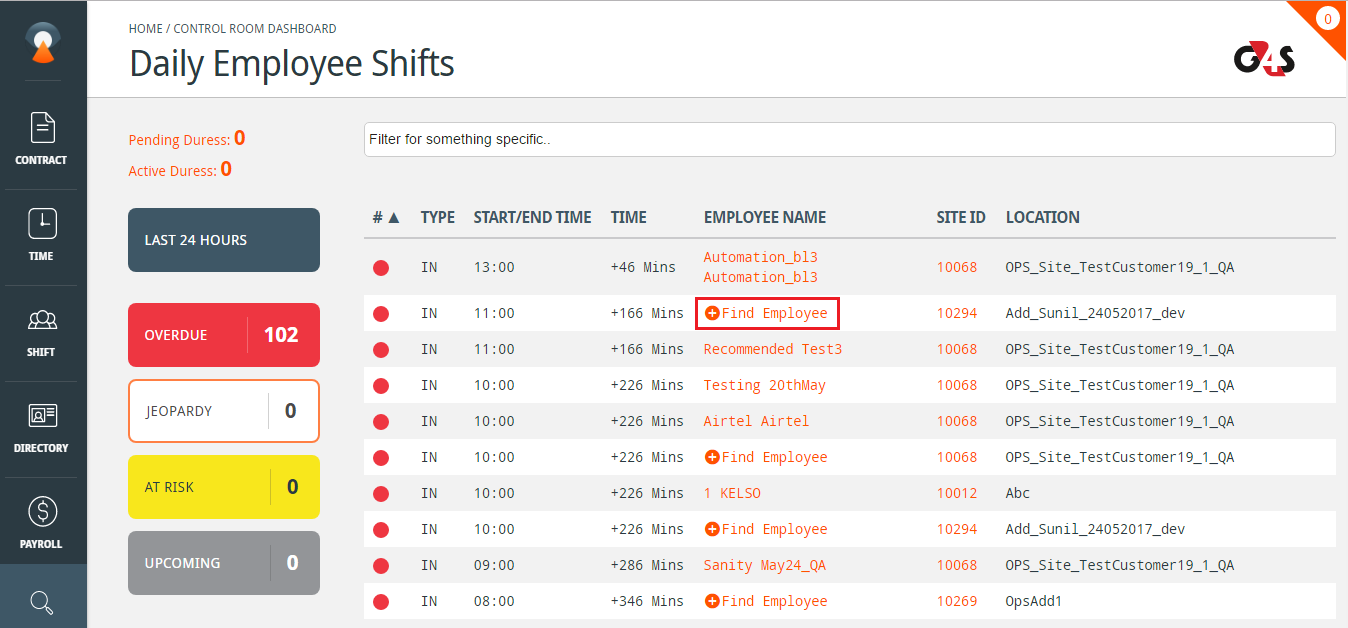 HOME / CONTROL ROOM DASHBOARD
Daily Employee Shifts
G4S
0
CONTRACT
TIME
SHIFT
DIRECTORY
PAYROLL
Pending Duress: 0
Active Duress: 0
LAST 24 HOURS
OVERDUE 102
JEOPARDY 0
AT RISK 0
UPCOMING 0
Filter for something specific..
# ▲ TYPE START/END TIME TIME EMPLOYEE NAME SITE ID LOCATION
IN 13:00 +46 Mins Automation_bl3 Automation_bl3 10068 OPS_Site_TestCustomer19_1_QA
IN 11:00 +166 Mins Find Employee 10294 Add_Sunil_24052017_dev
IN 11:00 +166 Mins Recommended Test3 10068 OPS_Site_TestCustomer19_1_QA
IN 10:00 +226 Mins Testing 20thMay 10068 OPS_Site_TestCustomer19_1_QA
IN 10:00 +226 Mins Airtel Airtel 10068 OPS_Site_TestCustomer19_1_QA
IN 10:00 +226 Mins Find Employee 10068 OPS_Site_TestCustomer19_1_QA
IN 10:00 +226 Mins 1 KELSO 10012 Abc
IN 10:00 +226 Mins Find Employee 10294 Add_Sunil_24052017_dev
IN 09:00 +286 Mins Sanity May24_QA 10068 OPS_Site_TestCustomer19_1_QA
IN 08:00 +346 Mins Find Employee 10269 OpsAdd1